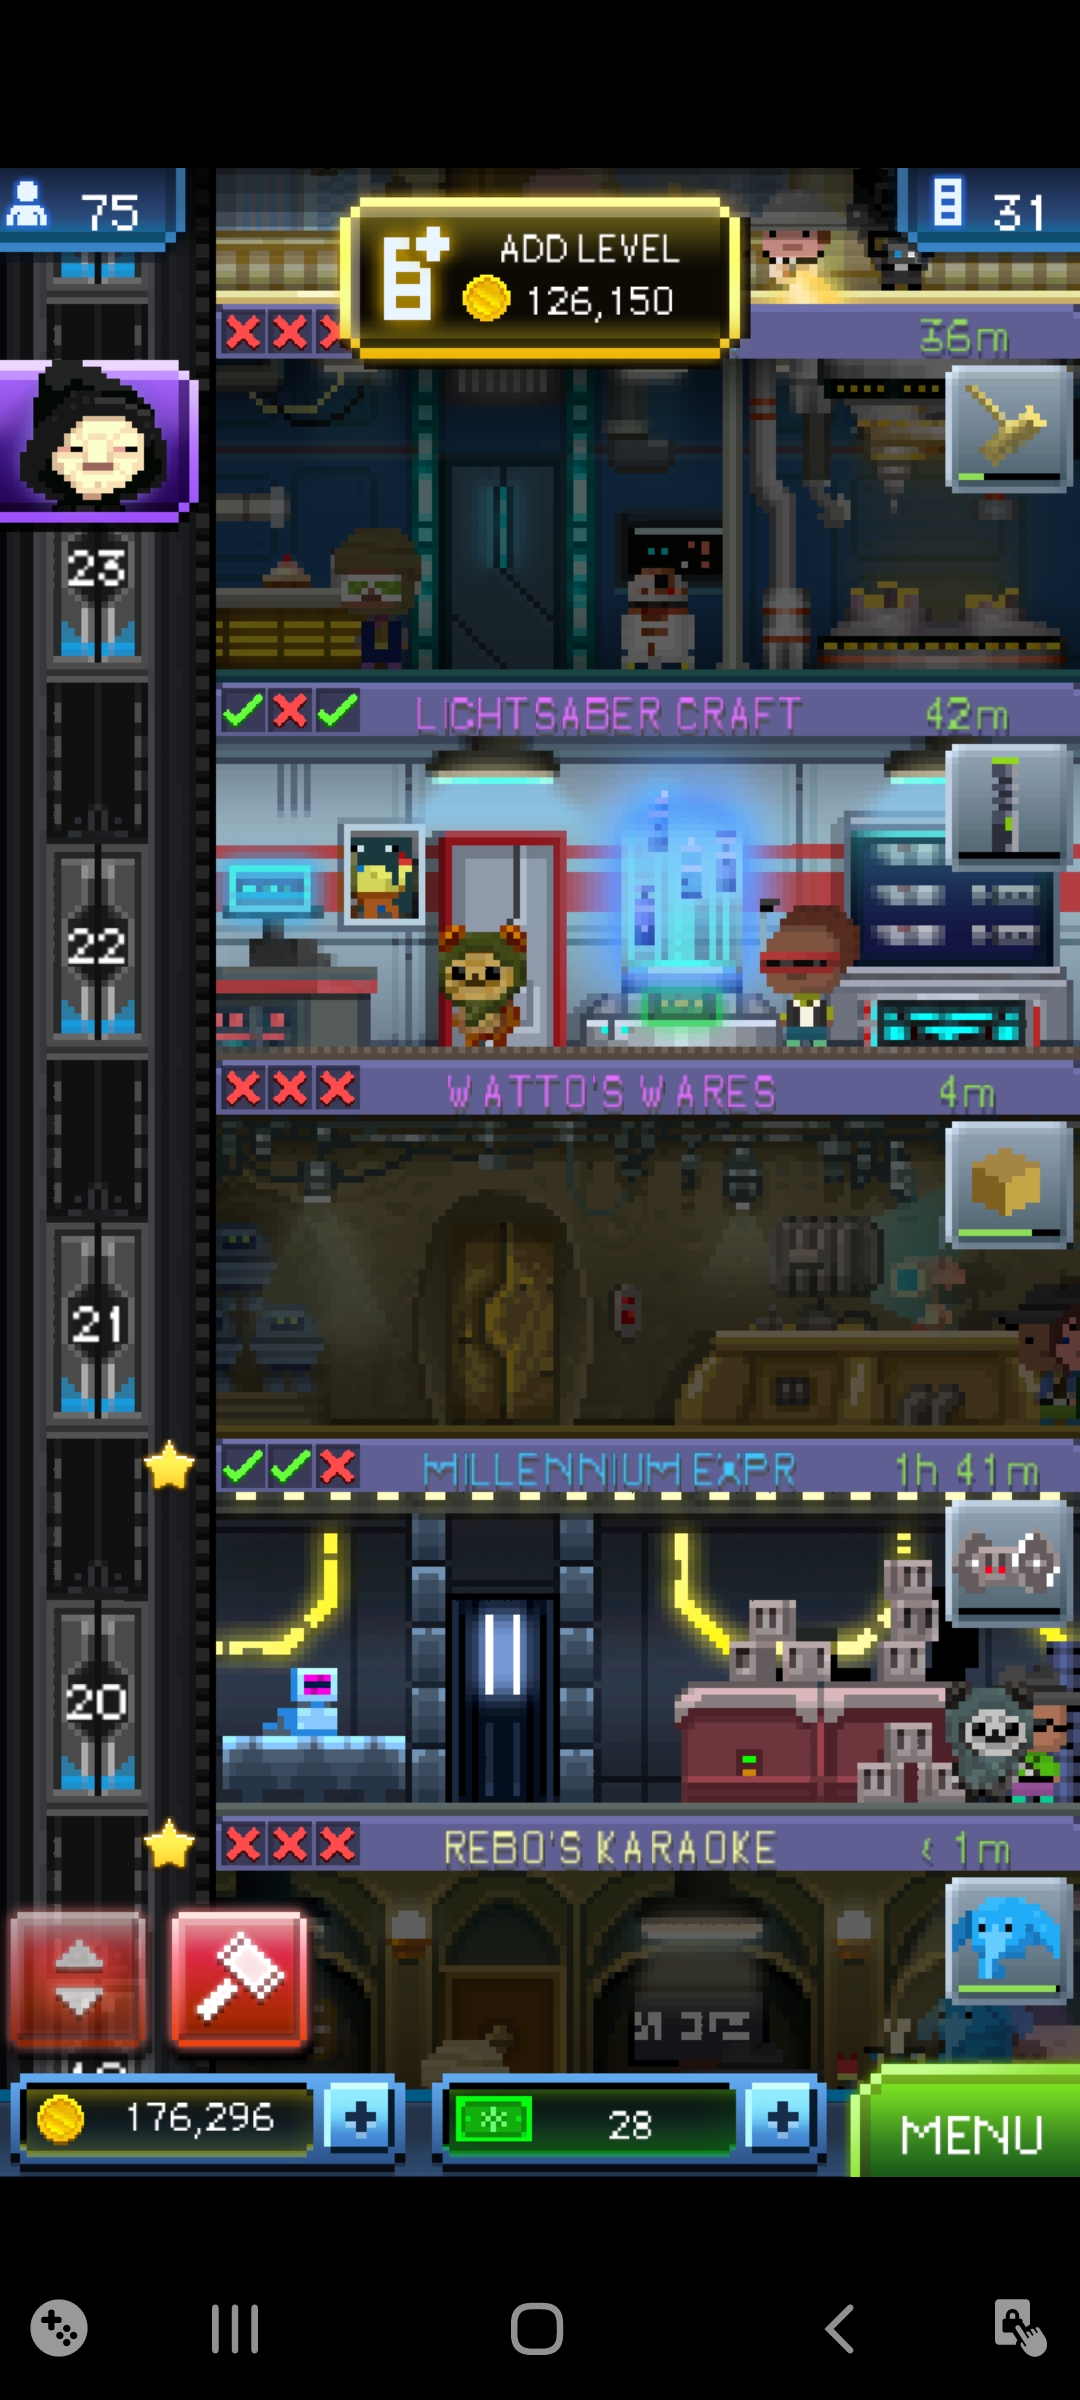 75
31
ADD LEVEL
126,150
36m
23
LIGHTSABER CRAFT
42m
22
WATTO'S WARES
4m
21
MILLENNIUM EXPR
1h 41m
20
REBO'S KARAOKE
< 1m
176,296
28
MENU